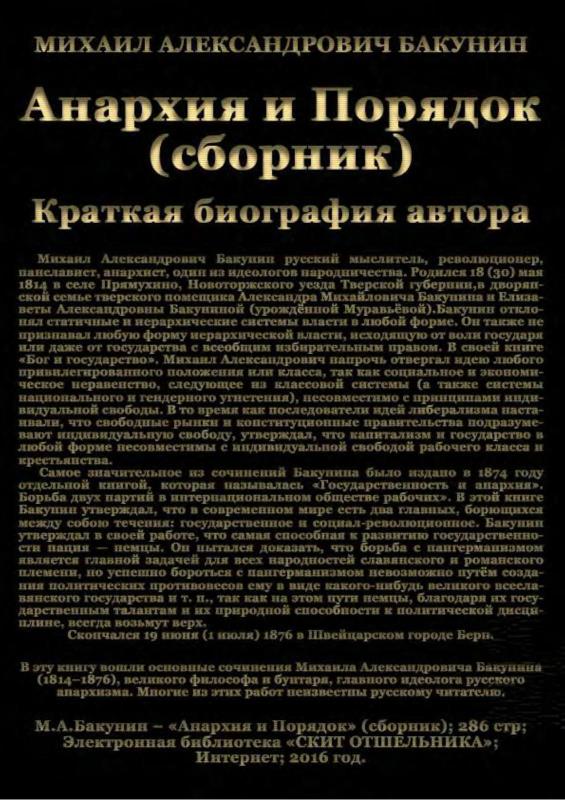 МИХАИЛ АЛЕКСАНДРОВИЧ БАКУНИН
Анархия и Порядок
(сборник)
Краткая биография автора
Михаил Александрович Бакунин русский мыслитель, революционер,
панславист, анархист, один из идеологов народничества. Родился 18 (30) мая
1814 в селе Прямухино, Новоторжского уезда Тверской губернии,в дворян-
ской семье тверского помещика Александра Михайловича Бакунина и Елиза-
веты Александровны Бакуниной (урождённой Муравьёвой).Бакунин откло-
нял статичные и иерархические системы власти в любой форме. Он также не
признавал любую форму иерархической власти, исходящую от воли государя
или даже от государства с всеобщим избирательным правом. В своей книге
«Бог и государство». Михаил Александрович напрочь отвергал идею любого
привилегированного положения или класса, так как социальное и экономи-
ческое неравенство, следующее из классовой системы (а также системы
национального и гендерного угнетения), несовместимо с принципами инди-
видуальной свободы. В то время как последователи идей либерализма наста-
ивали, что свободные рынки и конституционные правительства подразуме-
вают индивидуальную свободу, утверждал, что капитализм и государство в
любой форме несовместимы с индивидуальной свободой рабочего класса и
крестьянства.
Самое значительное из сочинений Бакунина было издано в 1874 году
отдельной книгой, которая называлась «Государственность и анархия».
Борьба двух партий в интернациональном обществе рабочих». В этой книге
Бакунин утверждал, что в современном мире есть два главных, борющихся
между собою течения: государственное и социал-революционное. Бакунин
утверждал в своей работе, что самая способная к развитию государственно-
сти нация — немцы. Он пытался доказать, что борьба с пангерманизмом
является главной задачей для всех народностей славянского и романского
племени, но успешно бороться с пангерманизмом невозможно путём созда-
ния политических противовесов ему в виде какого-нибудь великого всесла-
вянского государства и т. п., так как на этом пути немцы, благодаря их госу-
дарственным талантам и их природной способности к политической дисци-
плине, всегда возьмут верх.
Скончался 19 июня (1 июля) 1876 в Швейцарском городе Берн.
В эту книгу вошли основные сочинения Михаила Александровича Бакунина
(1814–1876), великого философа и бунтаря, главного идеолога русского
анархизма. Многие из этих работ неизвестны русскому читателю.
М.А.Бакунин – «Анархия и Порядок» (сборник); 286 стр;
Электронная библиотека «СКИТ ОТШЕЛЬНИКА»;
Интернет; 2016 год.